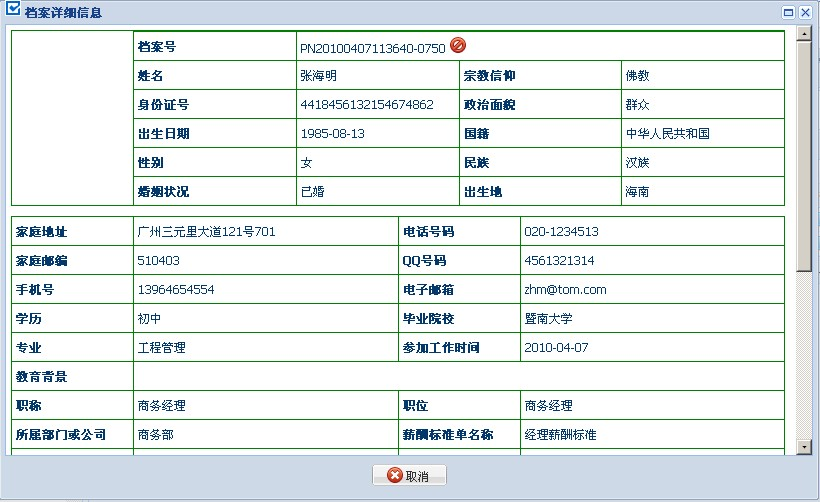 档案详细信息
档案号 PN20100407113640-0750
姓名 张海明 宗教信仰 佛教
身份证号 4418456132154674862 政治面貌 群众
出生日期 1985-08-13 国籍 中华人民共和国
性别 女 民族 汉族
婚姻状况 已婚 出生地 海南
家庭地址 广州三元里大道121号701 电话号码 020-1234513
家庭邮编 510403 QQ号码 4561321314
手机号 13964654554 电子邮箱 zhm@tom.com
学历 初中 毕业院校 暨南大学
专业 工程管理 参加工作时间 2010-04-07
教育背景
职称 商务经理 职位 商务经理
所属部门或公司 商务部 薪酬标准单名称 经理薪酬标准
取消